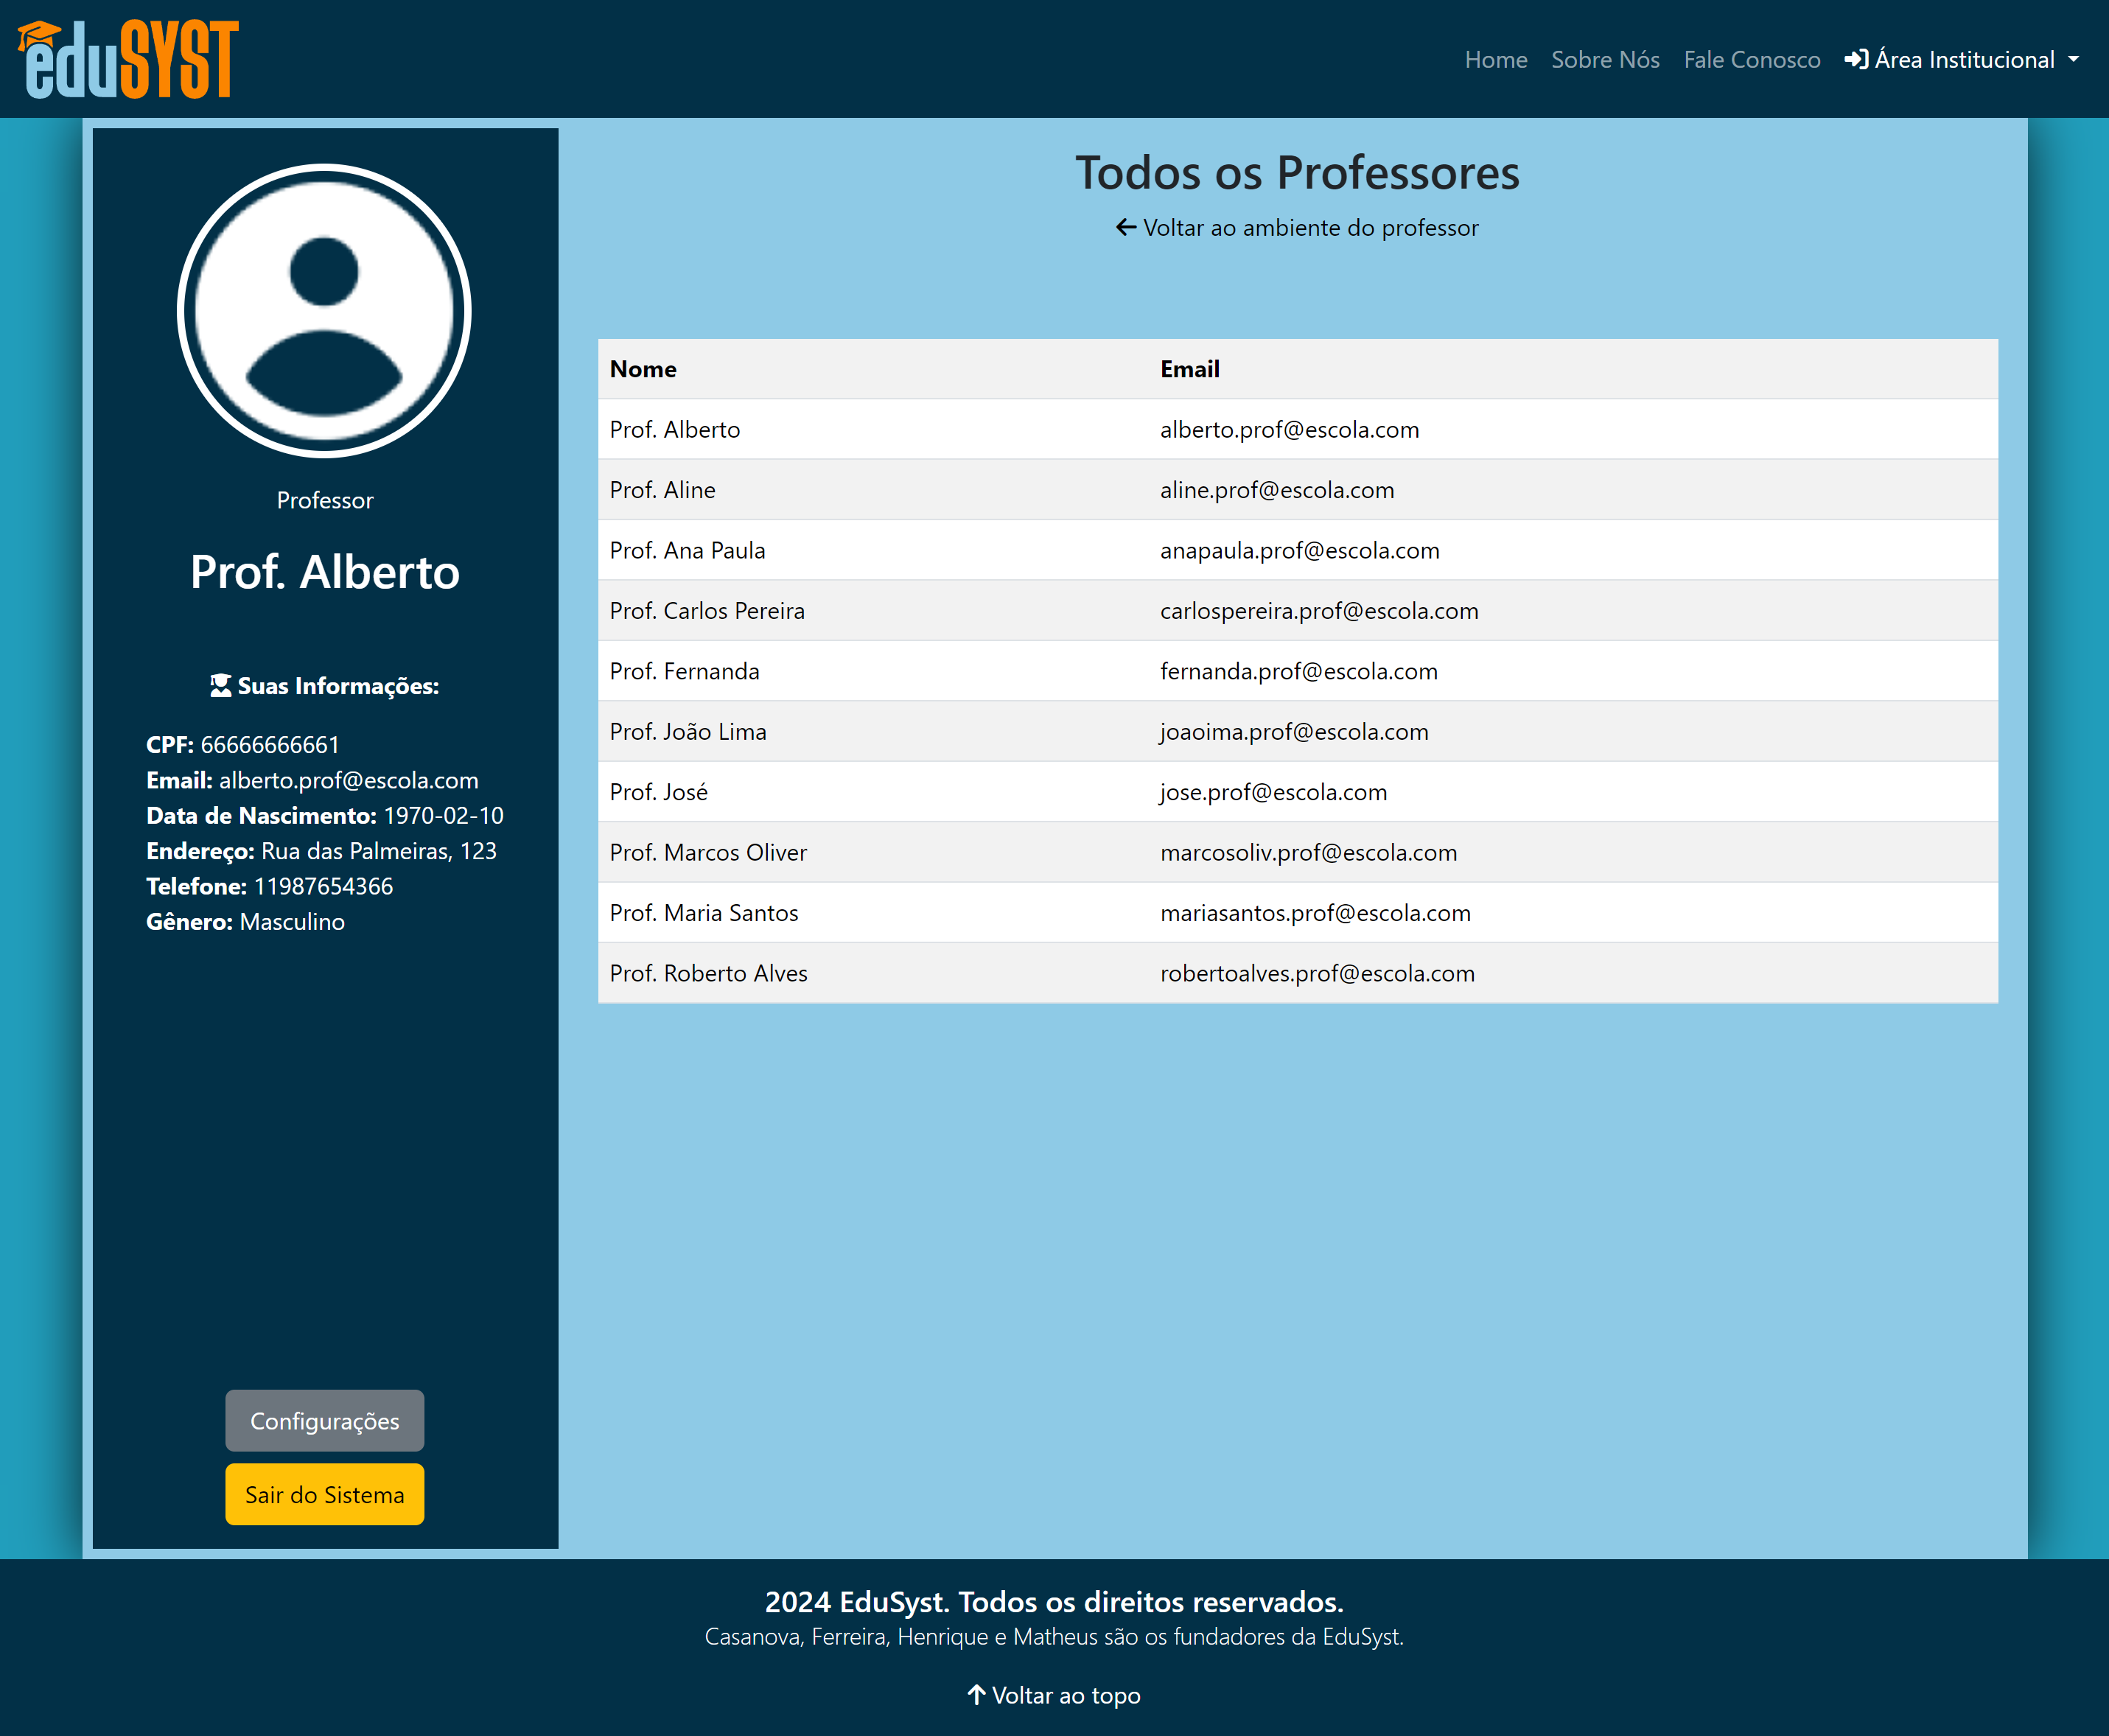 eduSYST
Home Sobre Nós Fale Conosco Área Institucional
Professor
Prof. Alberto
Suas Informações:
CPF: 66666666661
Email: alberto.prof@escola.com
Data de Nascimento: 1970-02-10
Endereço: Rua das Palmeiras, 123
Telefone: 11987654366
Gênero: Masculino
Configurações
Sair do Sistema
Todos os Professores
Voltar ao ambiente do professor
Nome Email
Prof. Alberto alberto.prof@escola.com
Prof. Aline aline.prof@escola.com
Prof. Ana Paula anapaula.prof@escola.com
Prof. Carlos Pereira carlospereira.prof@escola.com
Prof. Fernanda fernanda.prof@escola.com
Prof. João Lima joaoima.prof@escola.com
Prof. José jose.prof@escola.com
Prof. Marcos Oliver marcosoliv.prof@escola.com
Prof. Maria Santos mariasantos.prof@escola.com
Prof. Roberto Alves robertoalves.prof@escola.com
2024 EduSyst. Todos os direitos reservados.
Casanova, Ferreira, Henrique e Matheus são os fundadores da EduSyst.
Voltar ao topo